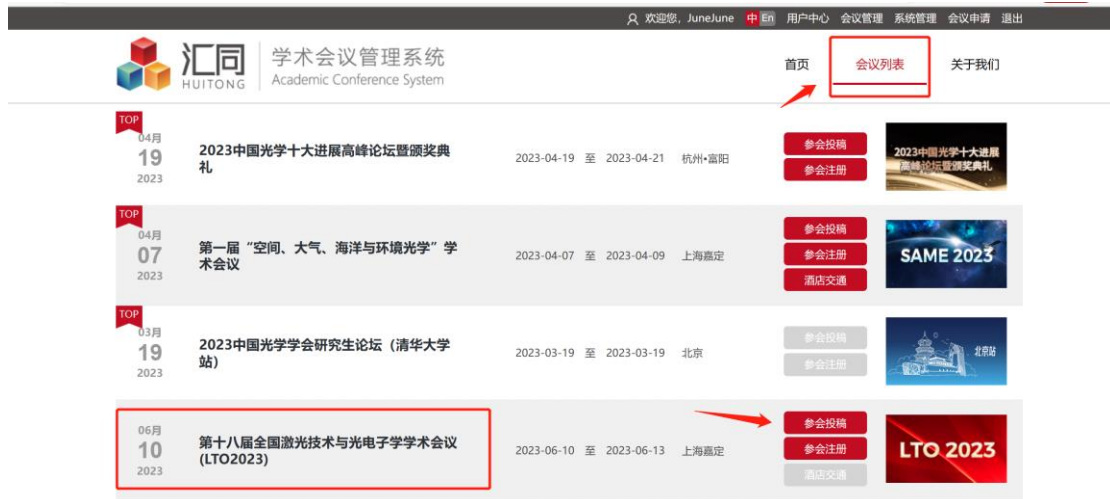 欢迎您, JuneJune 中 En 用户中心 会议管理 系统管理 会议申请 退出
汇同
HUITONG
学术会议管理系统
Academic Conference System
首页 会议列表 关于我们
TOP
04月
19
2023
2023中国光学十大进展高峰论坛暨颁奖典
礼
2023-04-19 至 2023-04-21 杭州•富阳
参会投稿
参会注册
2023中国光学十大进展
高峰论坛暨颁奖典礼
TOP
04月
07
2023
第一届“空间、大气、海洋与环境光学”学
术会议
2023-04-07 至 2023-04-09 上海嘉定
参会投稿
参会注册
酒店交通
SAME 2023
TOP
03月
19
2023
2023中国光学学会研究生论坛（清华大学
站）
2023-03-19 至 2023-03-19 北京
参会投稿
参会注册
北京站
06月
10
2023
第十八届全国激光技术与光电子学学术会议
(LTO2023)
2023-06-10 至 2023-06-13 上海嘉定
参会投稿
参会注册
酒店交通
LTO 2023